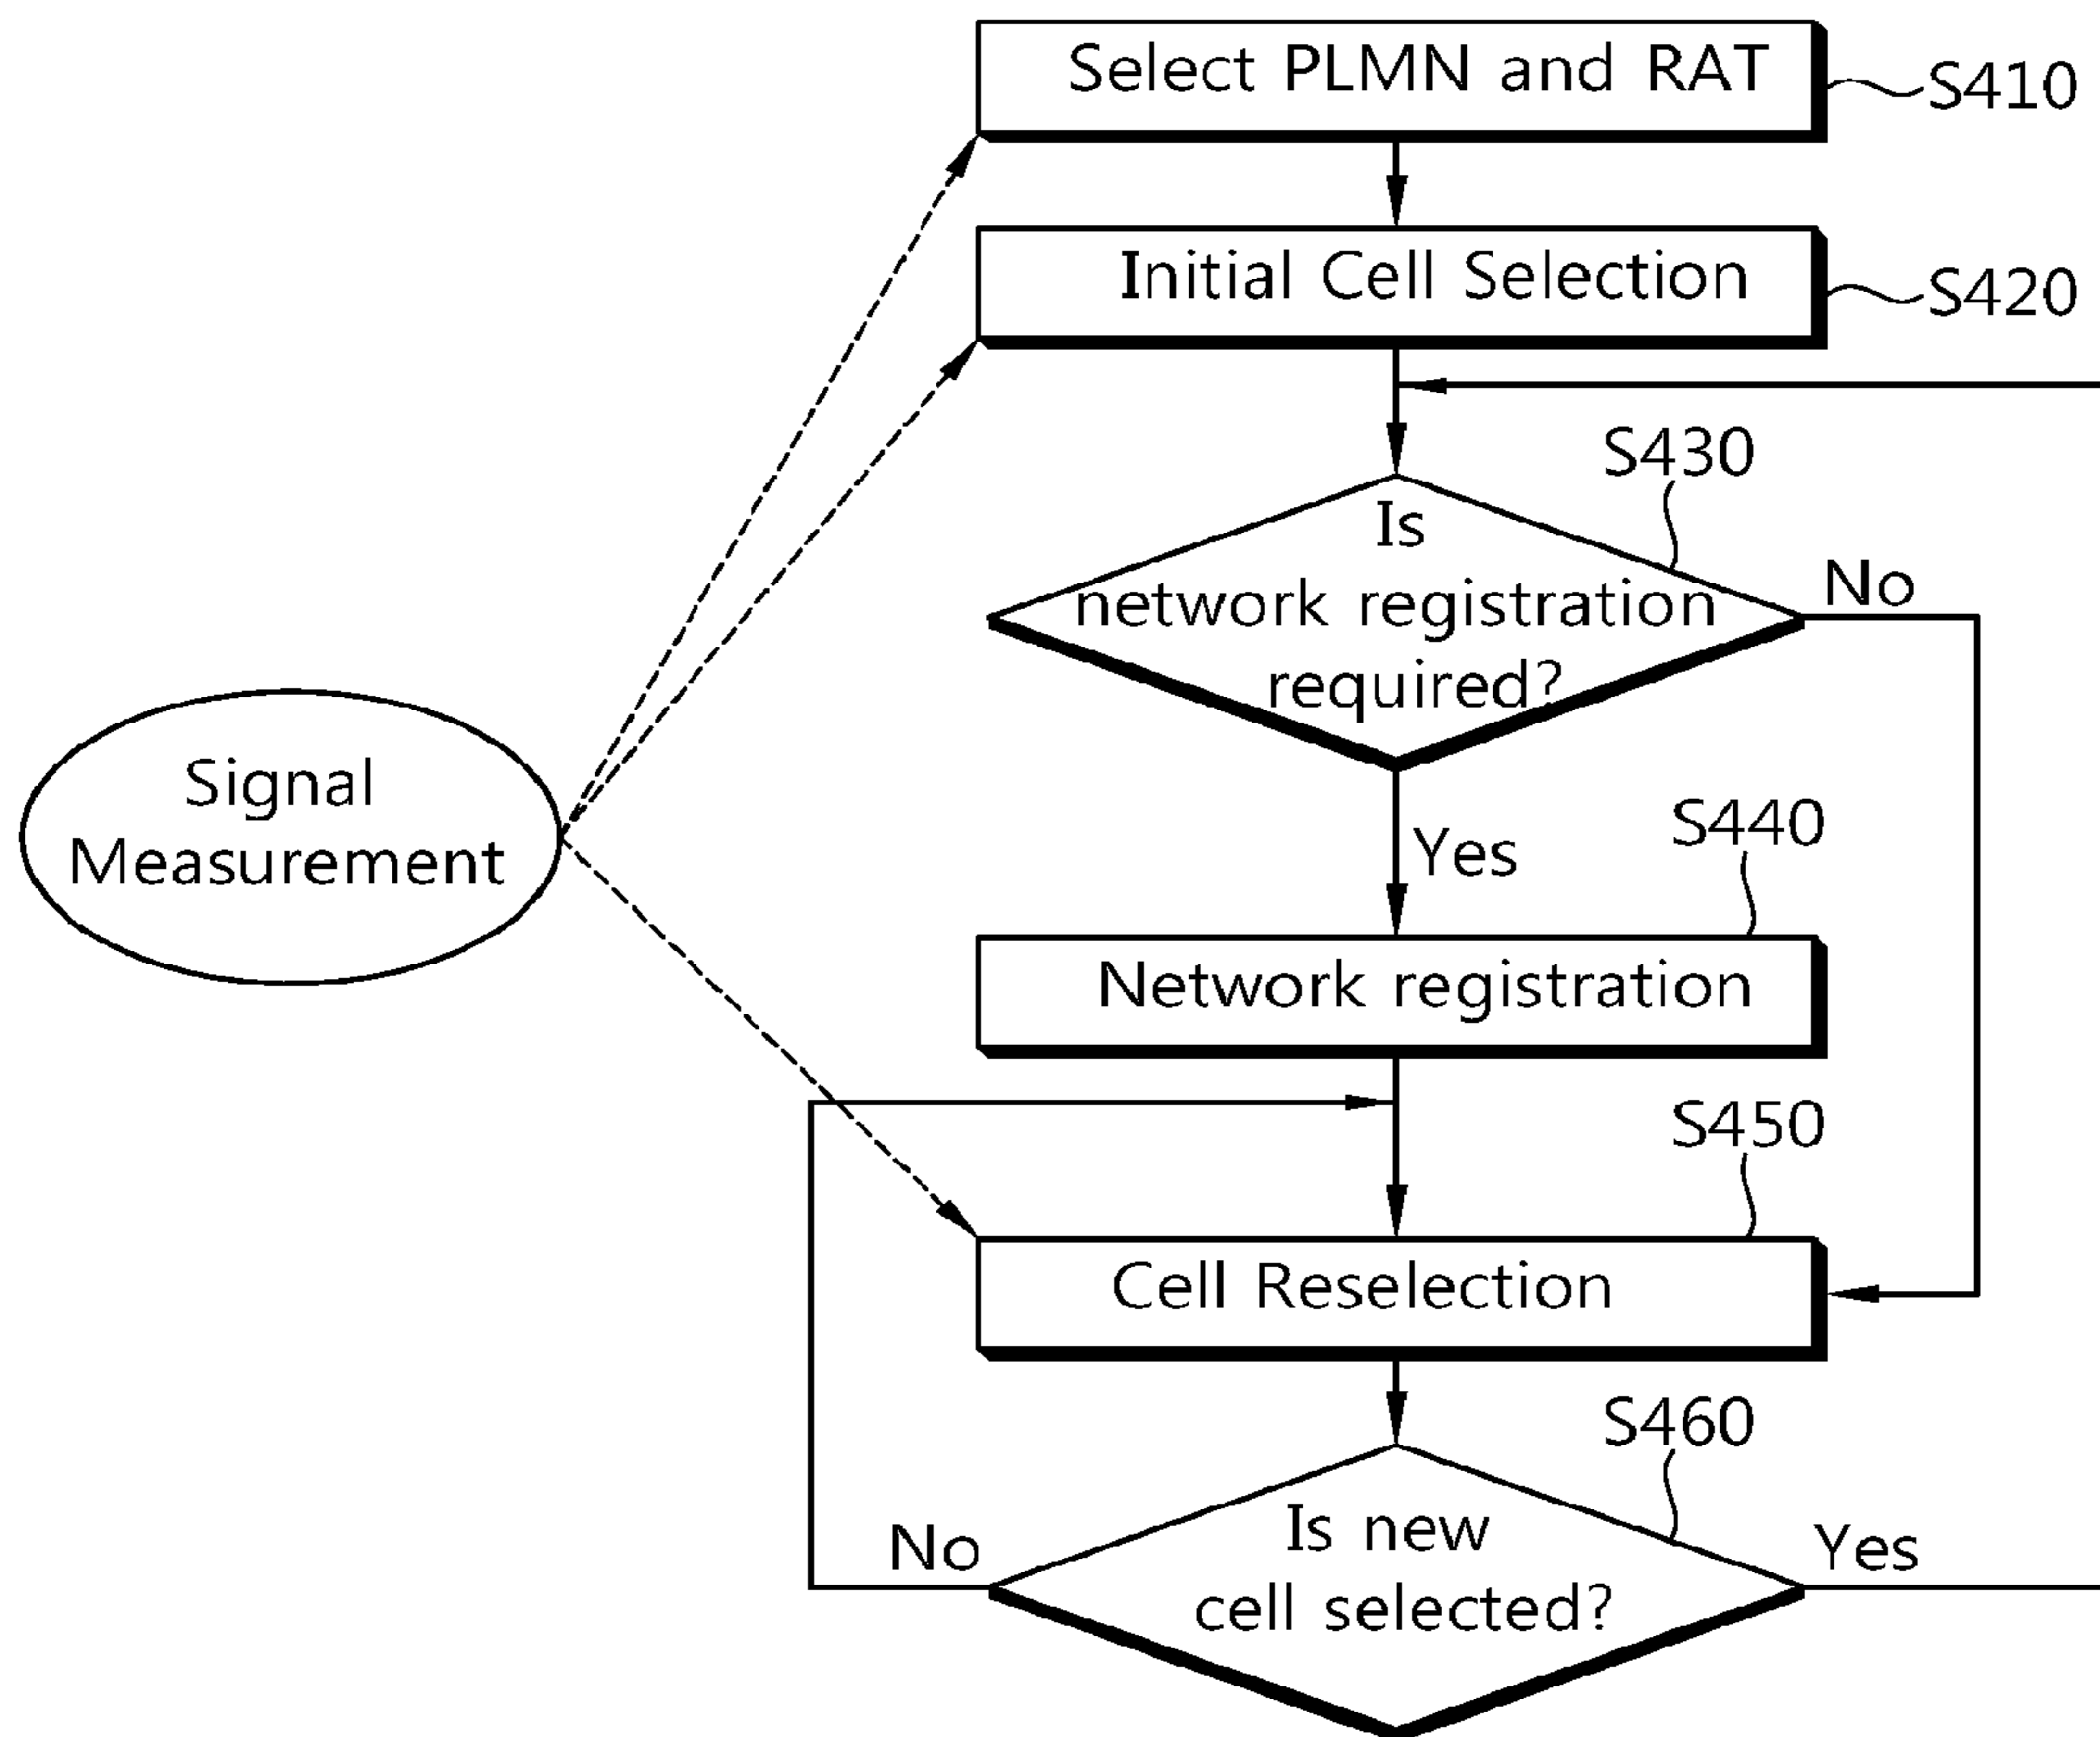 Select PLMN and RAT
S410
Initial Cell Selection
S420
S430
Is
network registration
required?
No
Signal
Measurement
Yes
S440
Network registration
S450
Cell Reselection
S460
Is new
cell selected?
No
Yes